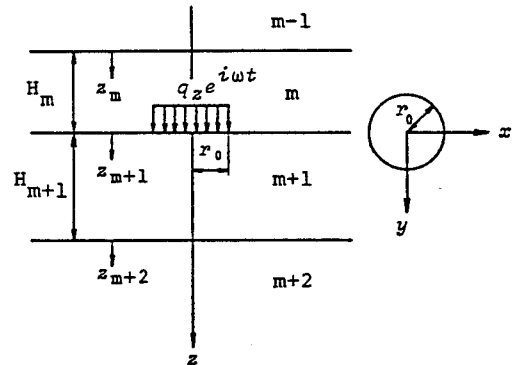 m-1
H_m
z_m
q_z e^{iωt}
m
r_0
r_0
x
z_{m+1}
H_{m+1}
m+1
y
z_{m+2}
m+2
z